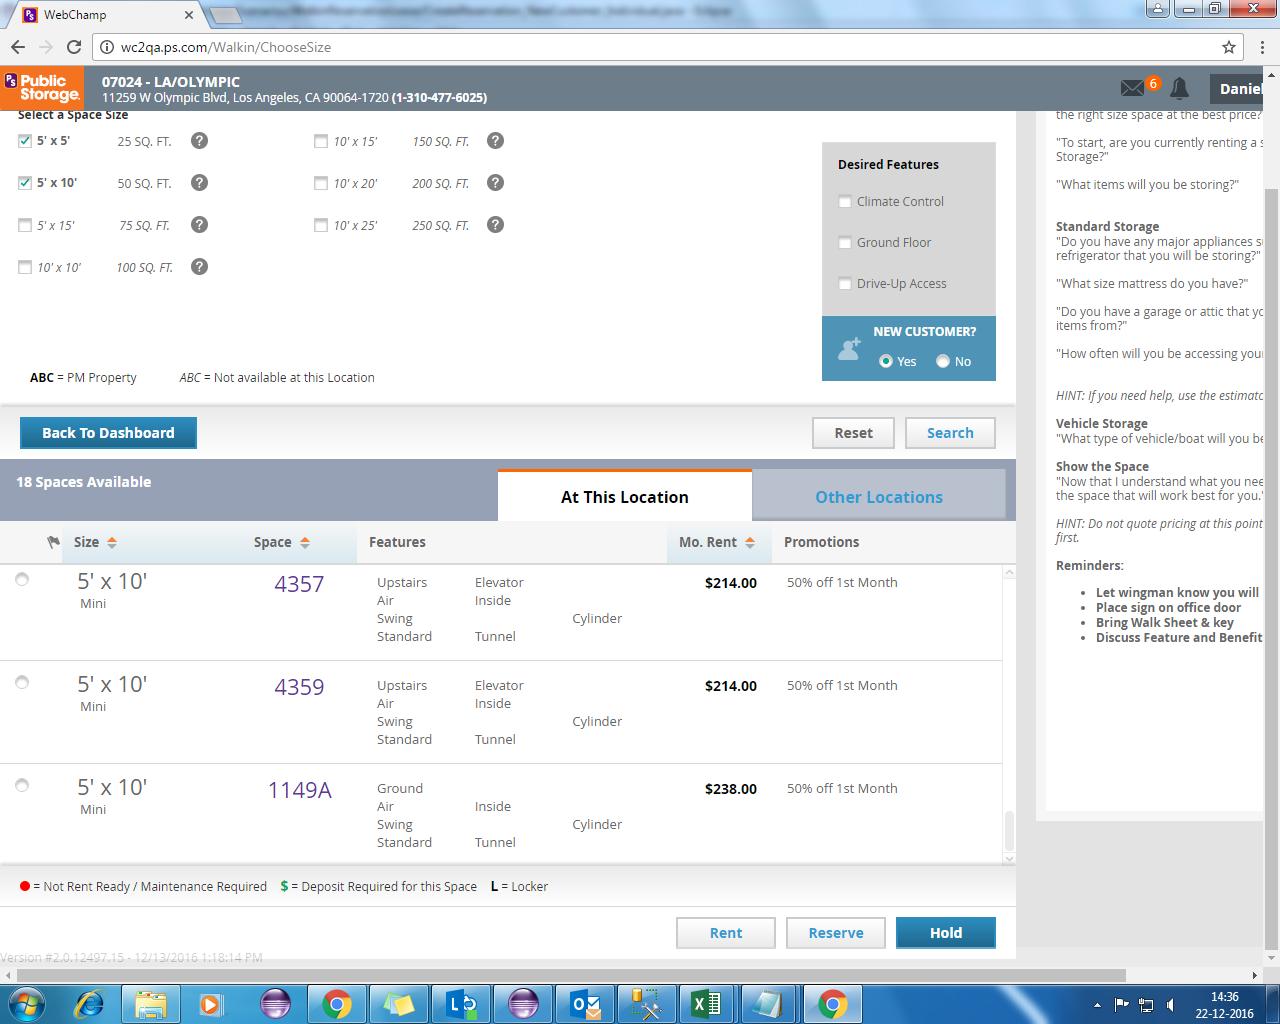 WebChamp
wc2qa.ps.com/Walkin/ChooseSize
PS Public Storage.
07024 - LA/OLYMPIC
11259 W Olympic Blvd, Los Angeles, CA 90064-1720 (1-310-477-6025)
6
Daniel
Select a Space Size
5' x 5' 25 SQ. FT. ? 10' x 15' 150 SQ. FT. ?
5' x 10' 50 SQ. FT. ? 10' x 20' 200 SQ. FT. ?
5' x 15' 75 SQ. FT. ? 10' x 25' 250 SQ. FT. ?
10' x 10' 100 SQ. FT. ?
Desired Features
Climate Control
Ground Floor
Drive-Up Access
NEW CUSTOMER?
Yes No
ABC = PM Property ABC = Not available at this Location
Back To Dashboard Reset Search
18 Spaces Available At This Location Other Locations
Size Space Features Mo. Rent Promotions
5' x 10' 4357 Upstairs Elevator $214.00 50% off 1st Month
Mini Air Inside
Swing Cylinder
Standard Tunnel
5' x 10' 4359 Upstairs Elevator $214.00 50% off 1st Month
Mini Air Inside
Swing Cylinder
Standard Tunnel
5' x 10' 1149A Ground $238.00 50% off 1st Month
Mini Air Inside
Swing Cylinder
Standard Tunnel
= Not Rent Ready / Maintenance Required $ = Deposit Required for this Space L = Locker
Rent Reserve Hold
Version #2.0.12497.15 - 12/13/2016 1:18:14 PM
the right size space at the best price?
"To start, are you currently renting a s
Storage?"
"What items will you be storing?"
Standard Storage
"Do you have any major appliances su
refrigerator that you will be storing?"
"What size mattress do you have?"
"Do you have a garage or attic that yo
items from?"
"How often will you be accessing your
HINT: If you need help, use the estimato
Vehicle Storage
"What type of vehicle/boat will you be
Show the Space
"Now that I understand what you nee
the space that will work best for you."
HINT: Do not quote pricing at this point
first.
Reminders:
• Let wingman know you will
• Place sign on office door
• Bring Walk Sheet & key
• Discuss Feature and Benefit
14:36
22-12-2016